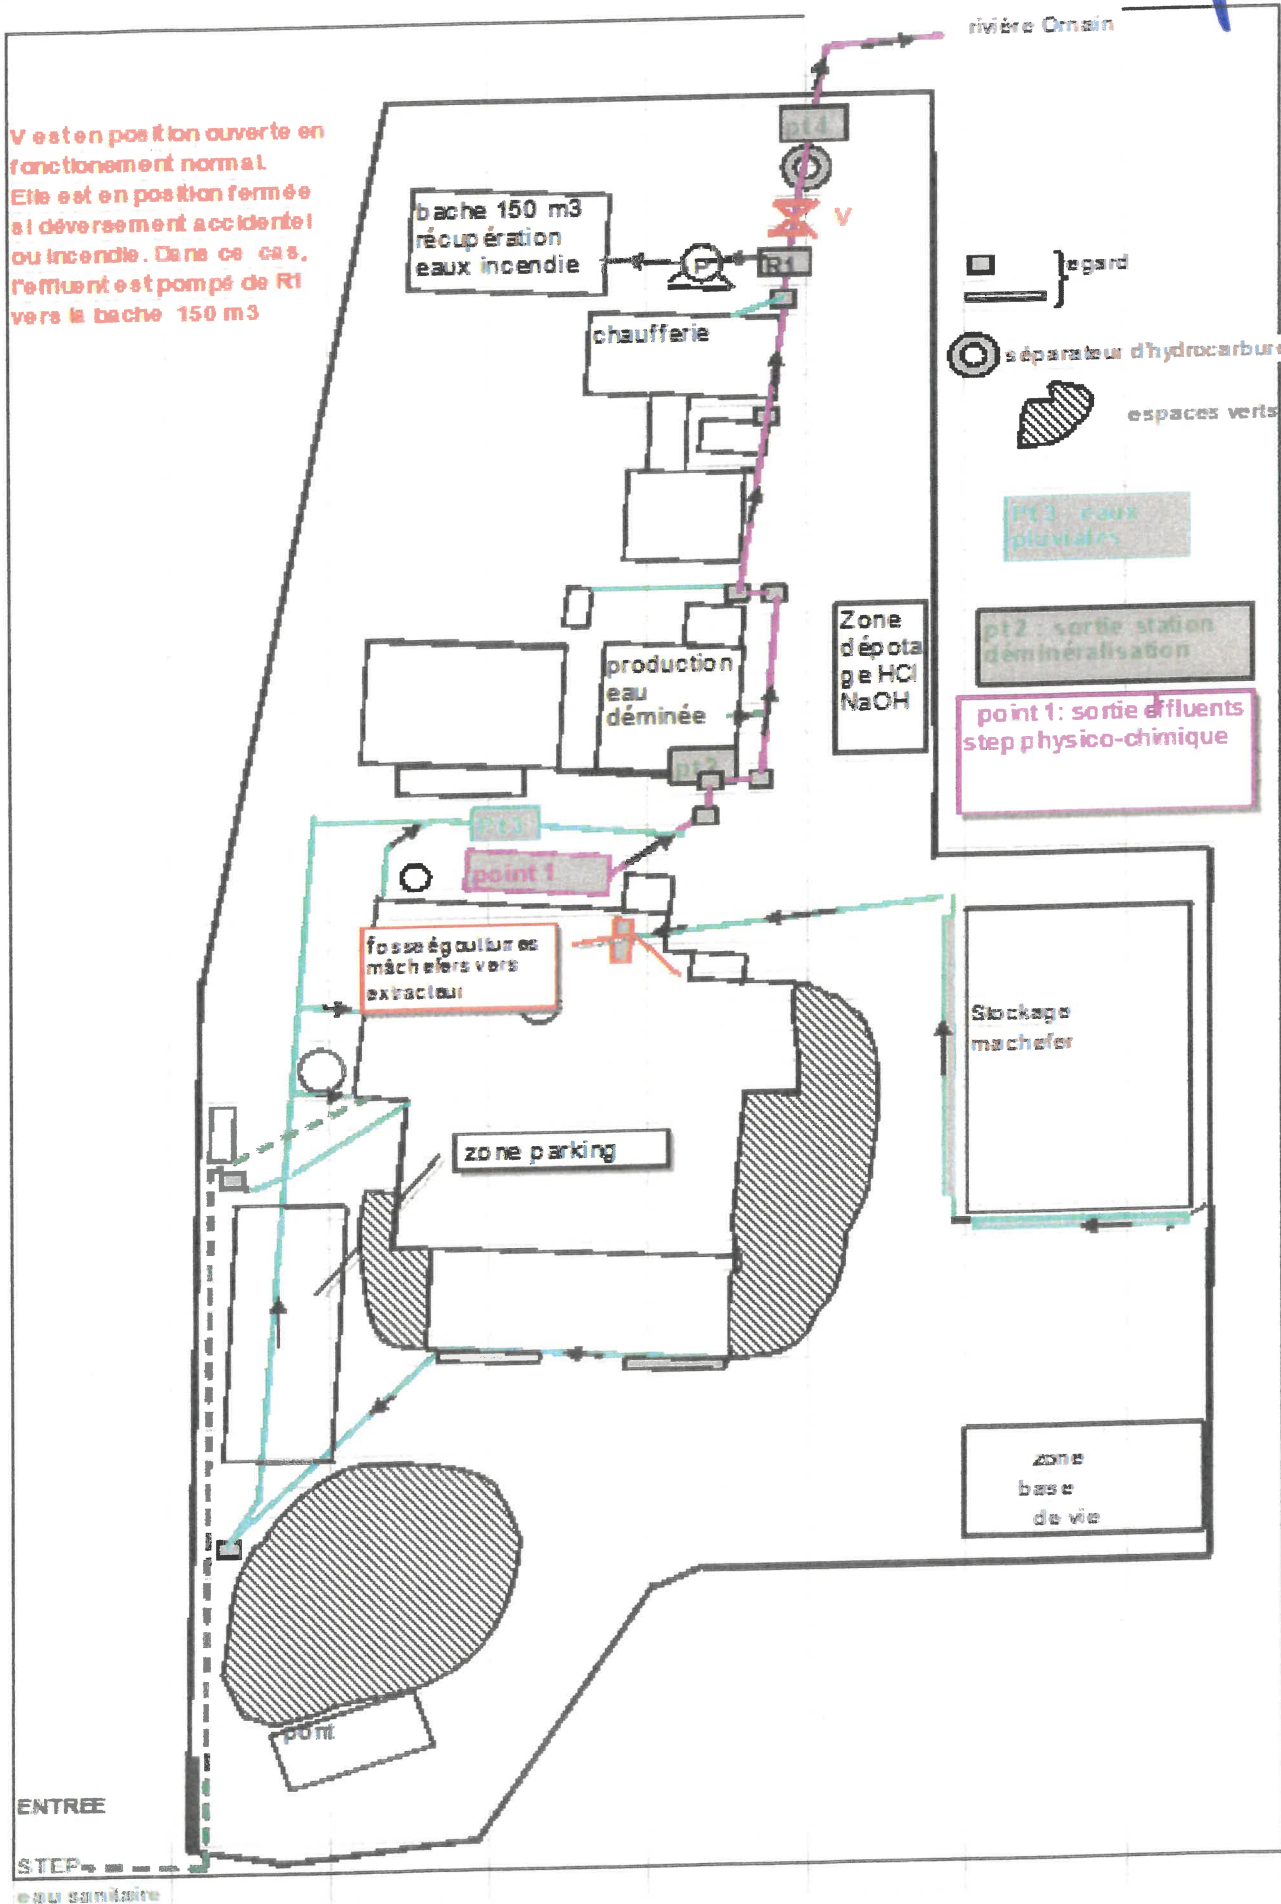 rivière Ornain
V est en position ouverte en
fonctionement normal.
Elle est en position fermée
si déversement accidentel
ou incendie. Dans ce cas,
l'effluent est pompé de R1
vers la bache 150 m3
pt4
V
bache 150 m3
récupération
eaux incendie
P
R1
egard
chaufferie
séparateur d'hydrocarbure
espaces verts
Pt3 eaux
pluviales
Zone
dépota
ge HCl
NaOH
pt2 sortie station
déminéralisation
production
eau
déminée
point 1: sortie effluents
step physico-chimique
pt2
Pt3
point 1
fosse égoultures
mâchefers vers
extracteur
Stockage
machefer
zone parking
zone
base
de vie
pont
ENTREE
STEP
eau sanitaire